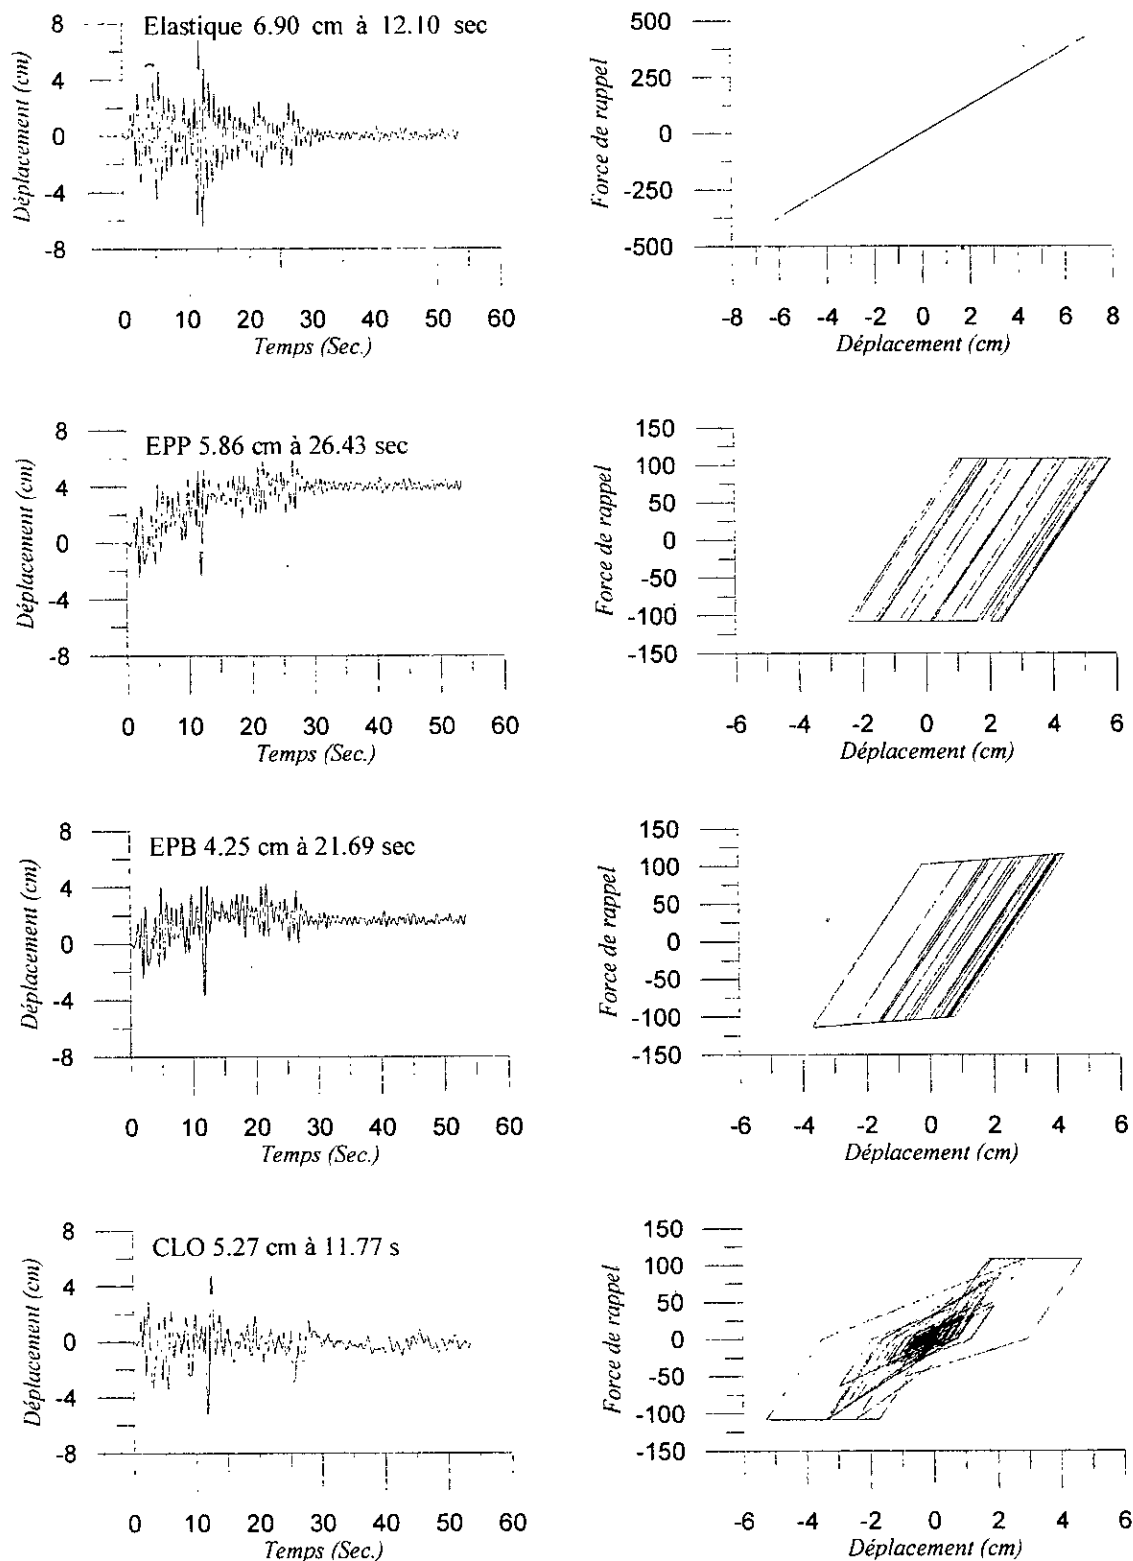 Elastique 6.90 cm à 12.10 sec
Déplacement (cm)
8
4
0
-4
-8
0 10 20 30 40 50 60
Temps (Sec.)
Force de rappel
500
250
0
-250
-500
-8 -6 -4 -2 0 2 4 6 8
Déplacement (cm)
EPP 5.86 cm à 26.43 sec
Déplacement (cm)
8
4
0
-4
-8
0 10 20 30 40 50 60
Temps (Sec.)
Force de rappel
150
100
50
0
-50
-100
-150
-6 -4 -2 0 2 4 6
Déplacement (cm)
EPB 4.25 cm à 21.69 sec
Déplacement (cm)
8
4
0
-4
-8
0 10 20 30 40 50 60
Temps (Sec.)
Force de rappel
150
100
50
0
-50
-100
-150
-6 -4 -2 0 2 4 6
Déplacement (cm)
CLO 5.27 cm à 11.77 s
Déplacement (cm)
8
4
0
-4
-8
0 10 20 30 40 50 60
Temps (Sec.)
Force de rappel
150
100
50
0
-50
-100
-150
-6 -4 -2 0 2 4 6
Déplacement (cm)